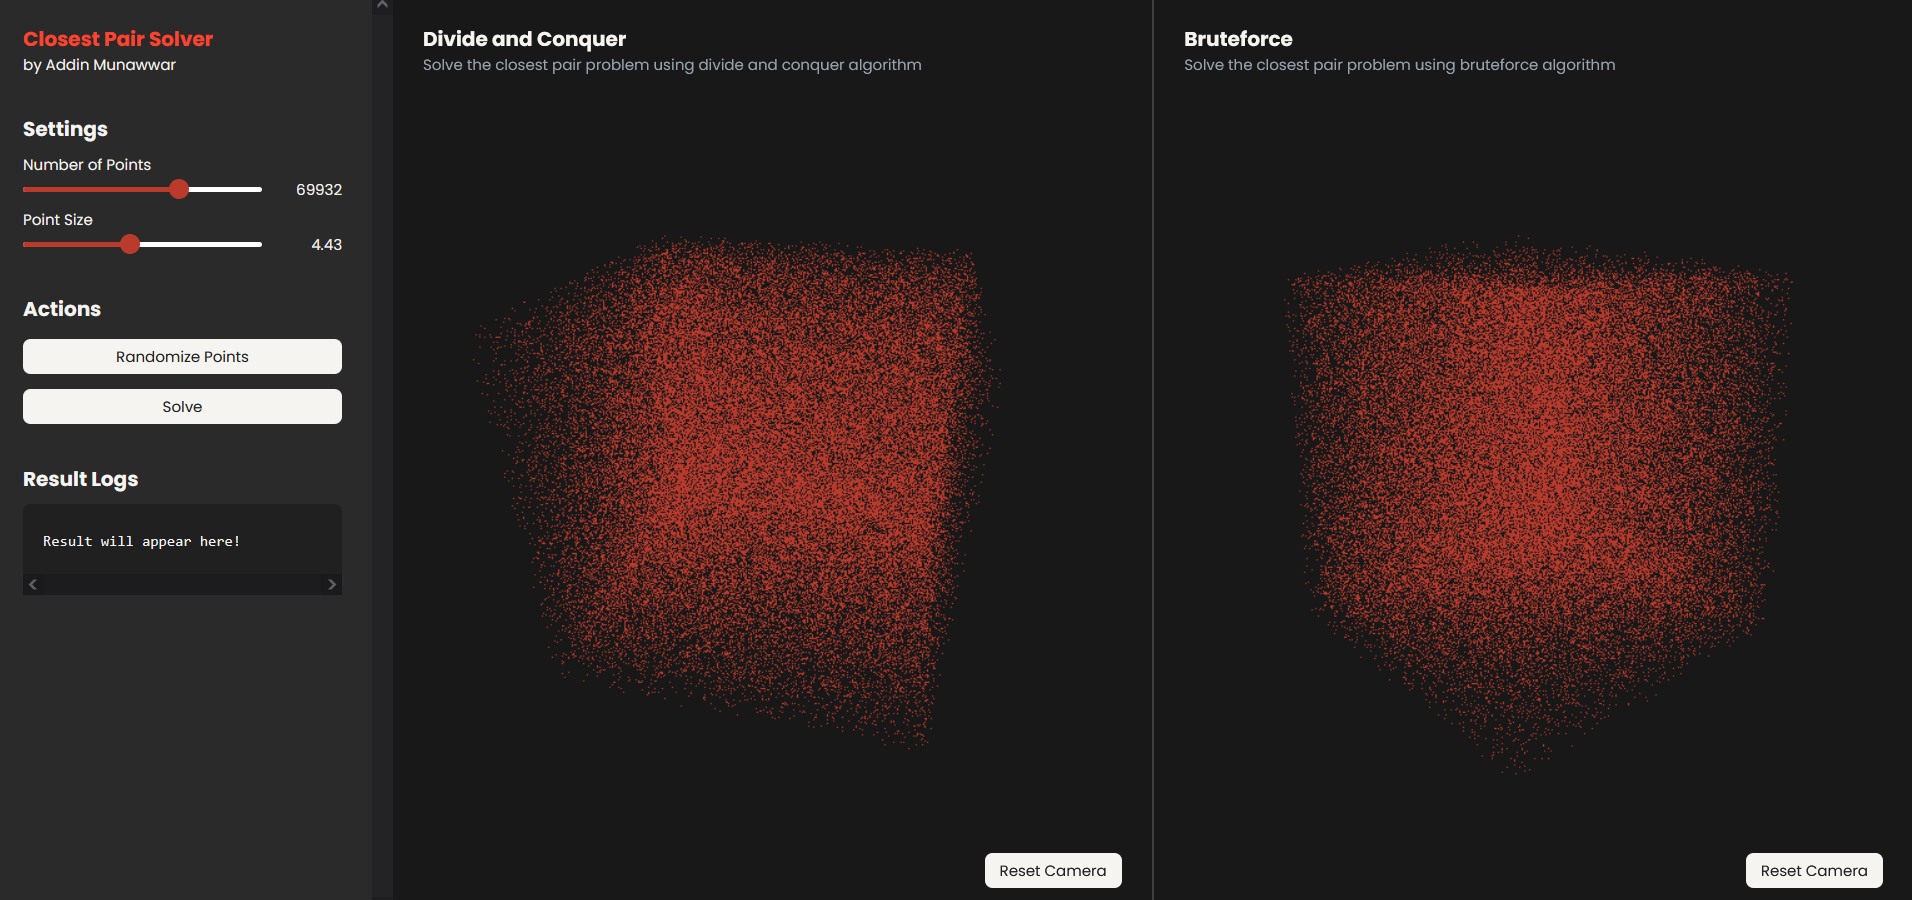 Closest Pair Solver
by Addin Munawwar
Settings
Number of Points
69932
Point Size
4.43
Actions
Randomize Points
Solve
Result Logs
Result will appear here!
Divide and Conquer
Solve the closest pair problem using divide and conquer algorithm
Reset Camera
Bruteforce
Solve the closest pair problem using bruteforce algorithm
Reset Camera